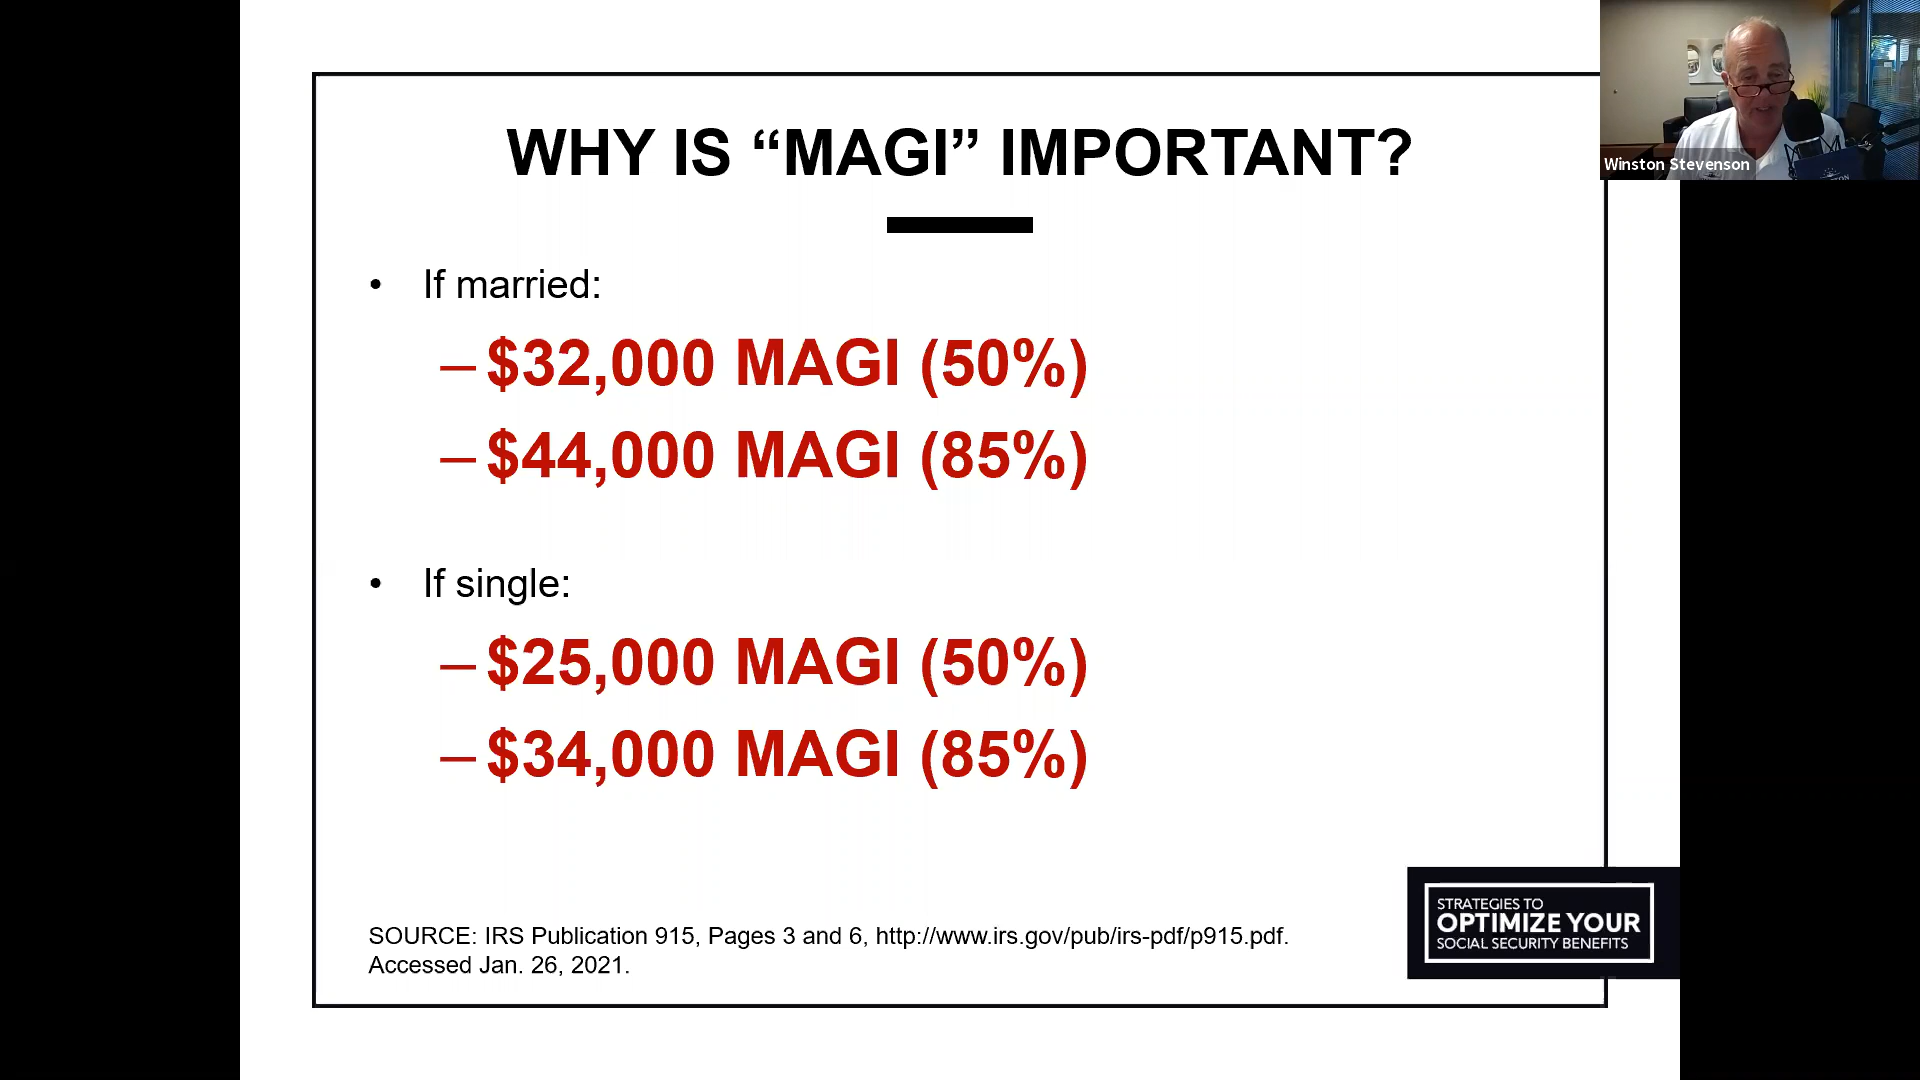 WHY IS “MAGI” IMPORTANT?
Winston Stevenson
• If married:
– $32,000 MAGI (50%)
– $44,000 MAGI (85%)
• If single:
– $25,000 MAGI (50%)
– $34,000 MAGI (85%)
SOURCE: IRS Publication 915, Pages 3 and 6, http://www.irs.gov/pub/irs-pdf/p915.pdf.
Accessed Jan. 26, 2021.
STRATEGIES TO
OPTIMIZE YOUR
SOCIAL SECURITY BENEFITS